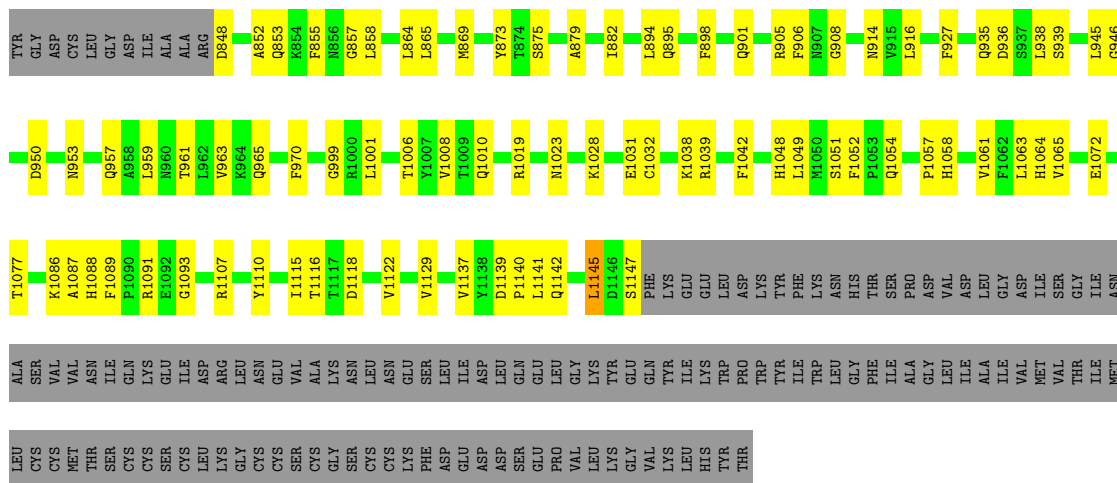 TYR GLY ASP CYS LEU GLY ASP ILE ALA ALA ARG D848 A852 Q853 K854 F855 N856 G857 L858 L864 L865 M869 Y873 T874 S875 A879 I882 L894 Q895 F898 Q901 R905 F906 N907 G908 N914 V915 L916 F927 Q935 D936 S937 L938 S939 L945 G946
D950 N953 Q957 A958 L959 N960 T961 L962 V963 K964 Q965 F970 G999 R1000 L1001 T1006 Y1007 V1008 T1009 Q1010 R1019 N1023 K1028 E1031 C1032 K1038 R1039 F1042 H1048 L1049 M1050 S1051 F1052 P1053 Q1054 P1057 H1058 V1061 F1062 L1063 H1064 V1065 E1072
T1077 K1086 A1087 H1088 F1089 P1090 R1091 E1092 G1093 R1107 Y1110 I1115 T1116 T1117 D1118 V1122 V1129 V1137 Y1138 D1139 P1140 L1141 Q1142 L1145 D1146 S1147 PHE LYS GLU GLU LEU ASP LYS TYR PHE LYS ASN HIS THR SER PRO ASP VAL ASP LEU GLY ASP ILE SER GLY ILE ASN
ALA SER VAL VAL ASN ILE GLN LYS GLU ILE ASP ARG LEU ASN GLU VAL ALA LYS ASN LEU ASN GLU SER LEU ILE ASP LEU GLN GLU LEU GLY LYS TYR GLU GLN TYR ILE LYS TRP PRO TRP TYR ILE TRP LEU GLY PHE ILE ALA GLY LEU ILE ALA ILE VAL MET VAL THR ILE MET
LEU CYS CYS MET THR SER CYS CYS SER CYS LEU LYS GLY CYS CYS SER CYS GLY SER CYS CYS LYS PHE ASP GLU ASP ASP SER GLU PRO VAL LEU LYS GLY VAL LYS LEU HIS TYR THR